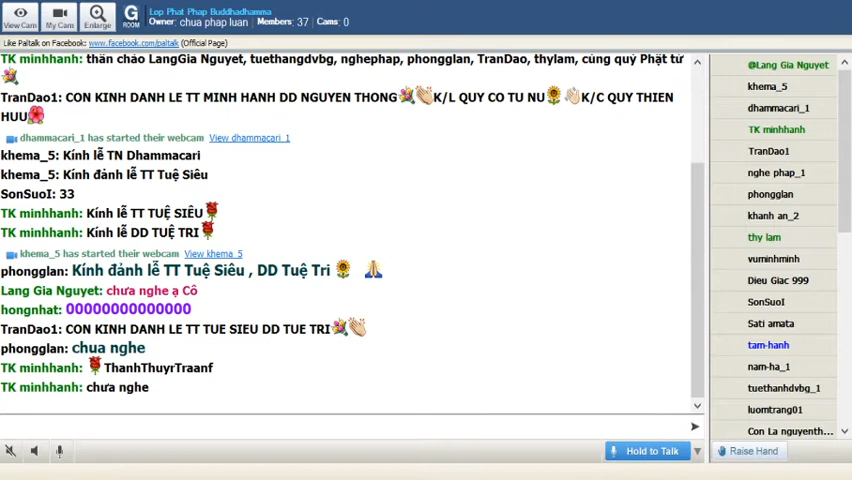 Lop Phat Phap Buddhadhamma
Owner: chua phap luan Members: 37 Cams: 0
View Cam
My Cam
Enlarge
G
ROOM
Like Paltalk on Facebook: www.facebook.com/paltalk (Official Page)
TK minhhanh: thân chào LangGia Nguyet, tuethangdvbg, nghephap, phongglan, TranDao, thylam, cùng quý Phật tử
TranDao1: CON KINH DANH LE TT MINH HANH DD NGUYEN THONG K/L QUY CO TU NU K/C QUY THIEN
HUU
dhammacari_1 has started their webcam View dhammacari_1
khema_5: Kính lễ TN Dhammacari
khema_5: Kính đảnh lễ TT Tuệ Siêu
SonSuoI: 33
TK minhhanh: Kính lễ TT TUỆ SIÊU
TK minhhanh: Kính lễ DD TUỆ TRI
khema_5 has started their webcam View khema_5
phongglan: Kính đảnh lễ TT Tuệ Siêu , DD Tuệ Tri
Lang Gia Nguyet: chưa nghe ạ Cô
hongnhat: 00000000000000
TranDao1: CON KINH DANH LE TT TUE SIEU DD TUE TRI
phongglan: chua nghe
TK minhhanh: ThanhThuyrTraanf
TK minhhanh: chưa nghe
Hold to Talk
@Lang Gia Nguyet
khema_5
dhammacari_1
TK minhhanh
TranDao1
nghe phap_1
phongglan
khanh an_2
thy lam
vuminhminh
Dieu Giac 999
SonSuoI
Sati amata
tam-hanh
nam-ha_1
tuethanhdvbg_1
luomtrang01
Con La nguyenth...
Raise Hand